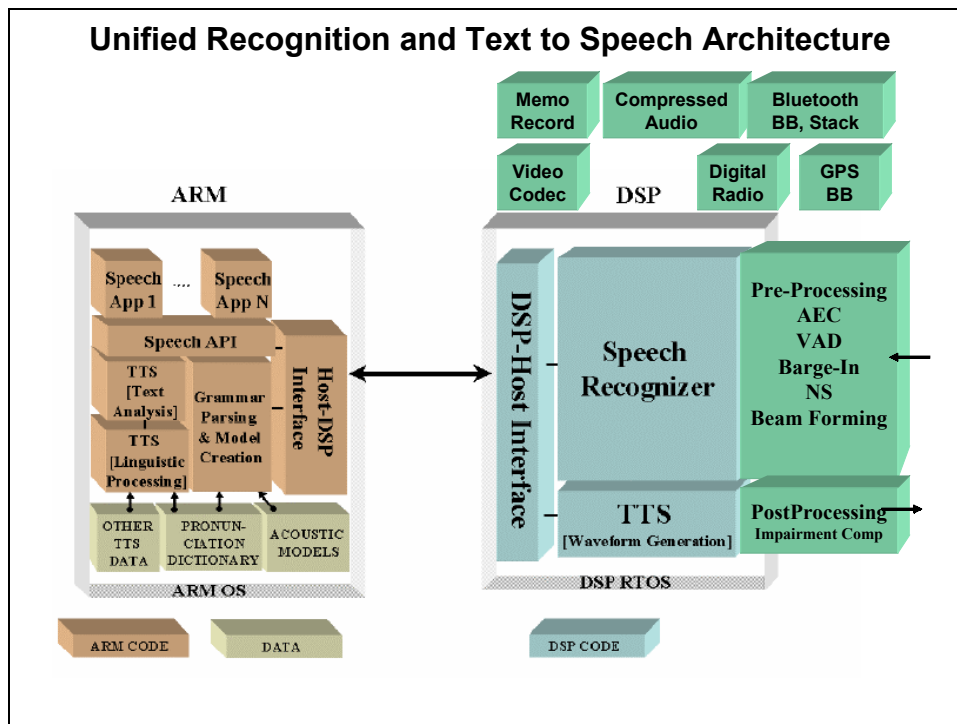 Unified Recognition and Text to Speech Architecture
Memo
Record
Compressed
Audio
Bluetooth
BB, Stack
Video
Codec
Digital
Radio
GPS
BB
ARM
Speech
App 1
....
Speech
App N
Speech API
TTS
[Text
Analysis]
TTS
[Linguistic
Processing]
Grammar
Parsing
& Model
Creation
Host-DSP
Interface
OTHER
TTS
DATA
PRONUN-
CIATION
DICTIONARY
ACOUSTIC
MODELS
ARM OS
DSP
DSP-Host Interface
Speech
Recognizer
Pre-Processing
AEC
VAD
Barge-In
NS
Beam Forming
TTS
[Waveform Generation]
PostProcessing
Impairment Comp
DSP RTOS
ARM CODE
DATA
DSP CODE